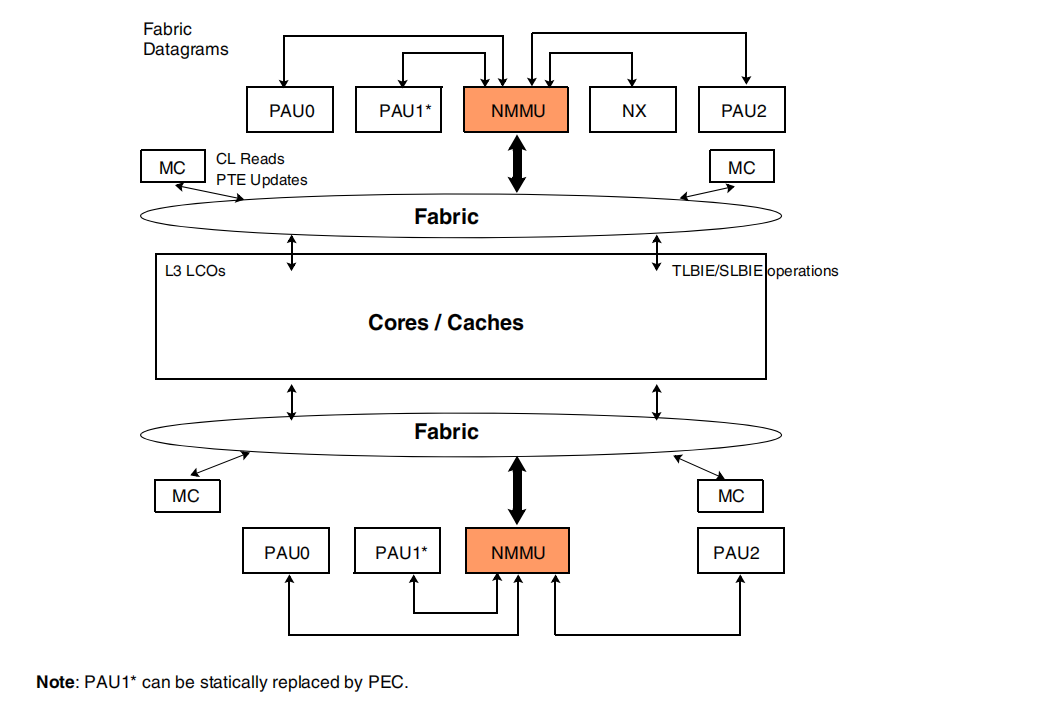 Fabric
Datagrams
PAU0
PAU1*
NMMU
NX
PAU2
MC
CL Reads
PTE Updates
MC
Fabric
L3 LCOs
TLBIE/SLBIE operations
Cores / Caches
Fabric
MC
MC
PAU0
PAU1*
NMMU
PAU2
Note: PAU1* can be statically replaced by PEC.